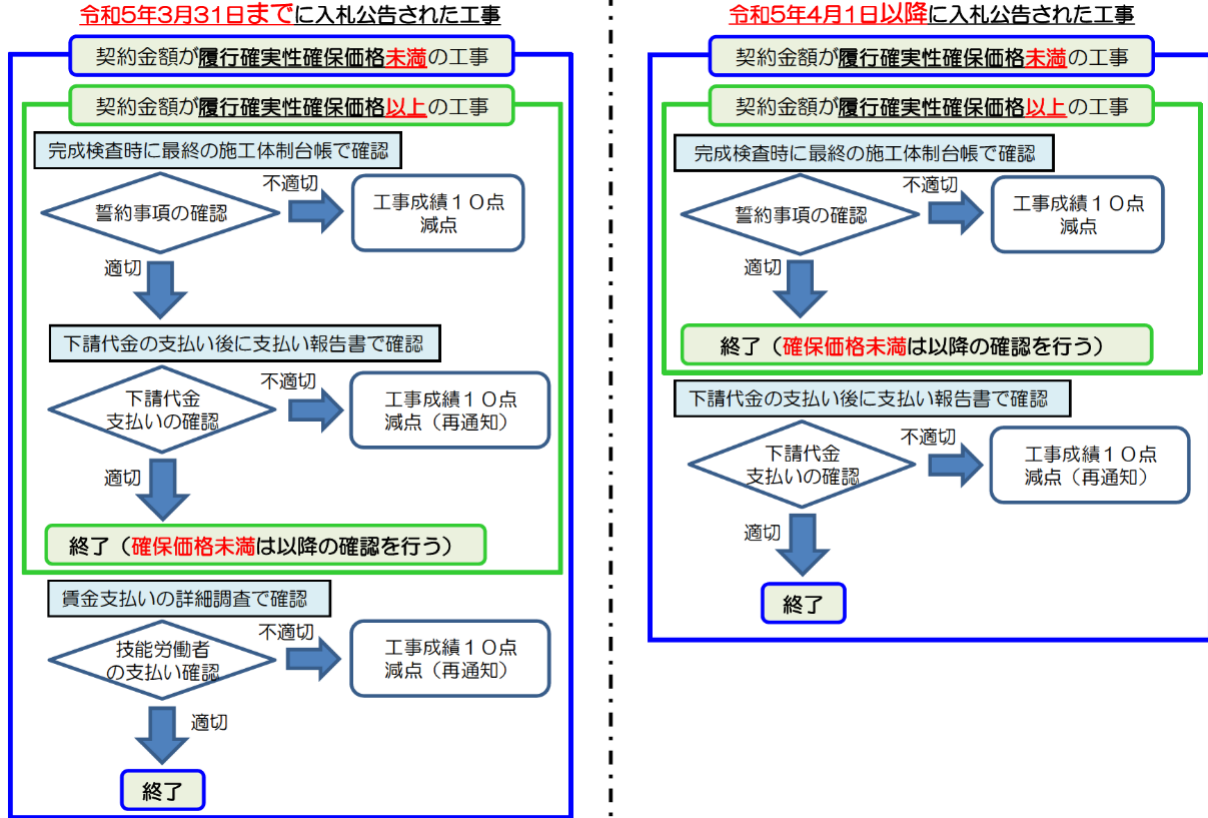 令和5年3月31日までに入札公告された工事
契約金額が履行確実性確保価格未満の工事
契約金額が履行確実性確保価格以上の工事
完成検査時に最終の施工体制台帳で確認
誓約事項の確認
不適切
工事成績１０点
減点
適切
下請代金の支払い後に支払い報告書で確認
下請代金
支払いの確認
不適切
工事成績１０点
減点（再通知）
適切
終了（確保価格未満は以降の確認を行う）
賃金支払いの詳細調査で確認
技能労働者
の支払い確認
不適切
工事成績１０点
減点（再通知）
適切
終了
令和5年4月1日以降に入札公告された工事
契約金額が履行確実性確保価格未満の工事
契約金額が履行確実性確保価格以上の工事
完成検査時に最終の施工体制台帳で確認
誓約事項の確認
不適切
工事成績１０点
減点
適切
終了（確保価格未満は以降の確認を行う）
下請代金の支払い後に支払い報告書で確認
下請代金
支払いの確認
不適切
工事成績１０点
減点（再通知）
適切
終了